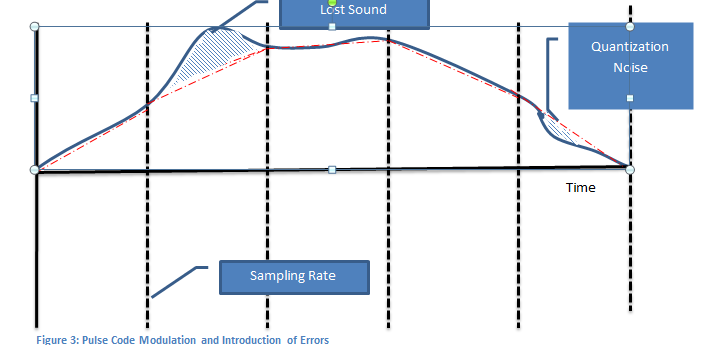 Lost Sound
Quantization
Noise
Time
Sampling Rate
Figure 3: Pulse Code Modulation and Introduction of Errors